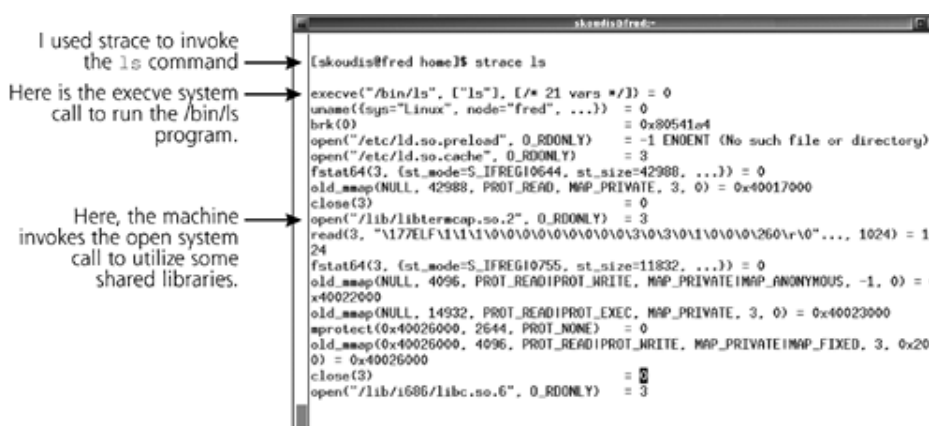 skoudis@fred:~
I used strace to invoke
the ls command
[skoudis@fred home]$ strace ls
Here is the execve system
call to run the /bin/ls
program.
execve("/bin/ls", ["ls"], [/* 21 vars */]) = 0
uname({sys="Linux", node="fred", ...}) = 0
brk(0) = 0x80541a4
open("/etc/ld.so.preload", O_RDONLY) = -1 ENOENT (No such file or directory)
open("/etc/ld.so.cache", O_RDONLY) = 3
fstat64(3, {st_mode=S_IFREG|0644, st_size=42988, ...}) = 0
old_mmap(NULL, 42988, PROT_READ, MAP_PRIVATE, 3, 0) = 0x40017000
close(3) = 0
Here, the machine
invokes the open system
call to utilize some
shared libraries.
open("/lib/libtermcap.so.2", O_RDONLY) = 3
read(3, "\177ELF\1\1\1\0\0\0\0\0\0\0\0\0\3\0\3\0\1\0\0\0\260\r\0"..., 1024) = 1
24
fstat64(3, {st_mode=S_IFREG|0755, st_size=11832, ...}) = 0
old_mmap(NULL, 4096, PROT_READ|PROT_WRITE, MAP_PRIVATE|MAP_ANONYMOUS, -1, 0) =
x40022000
old_mmap(NULL, 14932, PROT_READ|PROT_EXEC, MAP_PRIVATE, 3, 0) = 0x40023000
mprotect(0x40026000, 2644, PROT_NONE) = 0
old_mmap(0x40026000, 4096, PROT_READ|PROT_WRITE, MAP_PRIVATE|MAP_FIXED, 3, 0x20
0) = 0x40026000
close(3) = 0
open("/lib/i686/libc.so.6", O_RDONLY) = 3